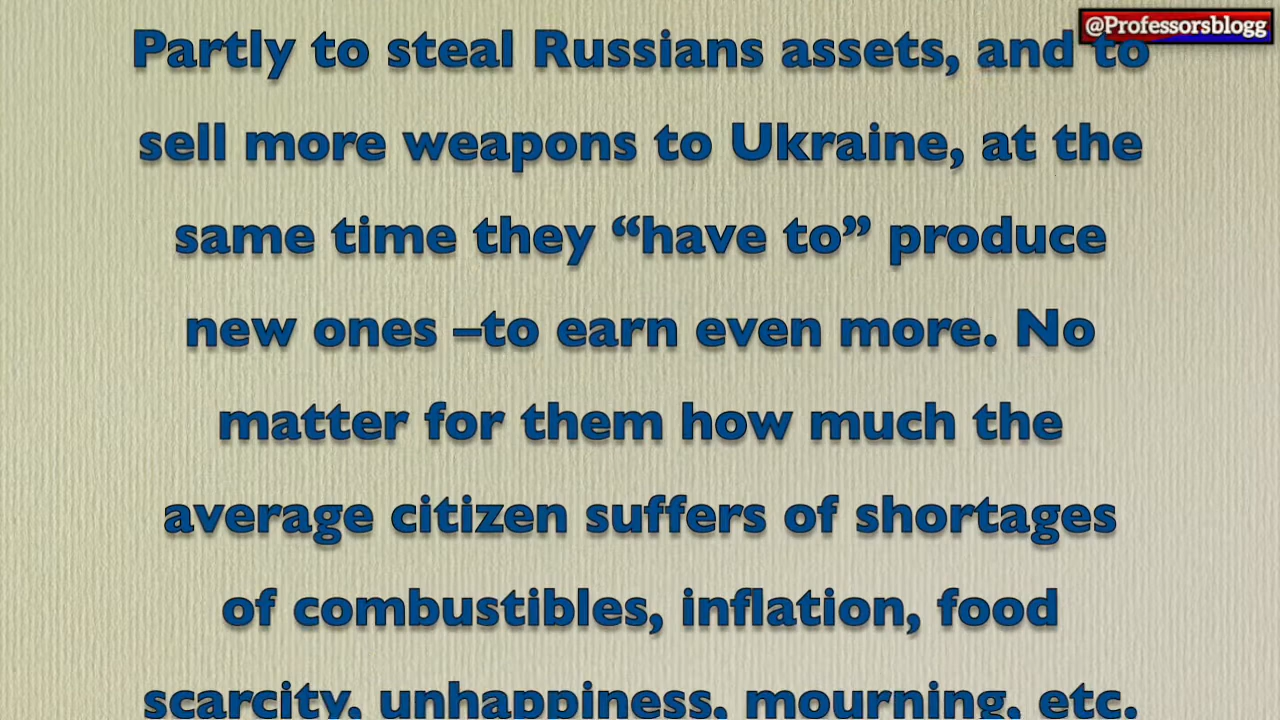 @Professorsblogg
Partly to steal Russians assets, and to
sell more weapons to Ukraine, at the
same time they “have to” produce
new ones –to earn even more. No
matter for them how much the
average citizen suffers of shortages
of combustibles, inflation, food
scarcity, unhappiness, mourning, etc.